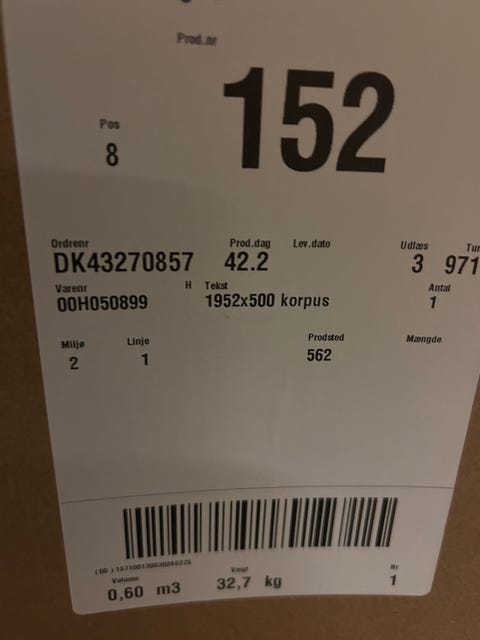 Prod.nr
152
Pos
8
Ordrenr Prod.dag Lev.dato Udlæs Tur
DK43270857 42.2 3 971
Varenr H Tekst Antal
00H050899 1952x500 korpus 1
Miljø Linje Prodsted Mængde
2 1 562
Volume Vægt Nr
0,60 m3 32,7 kg 1